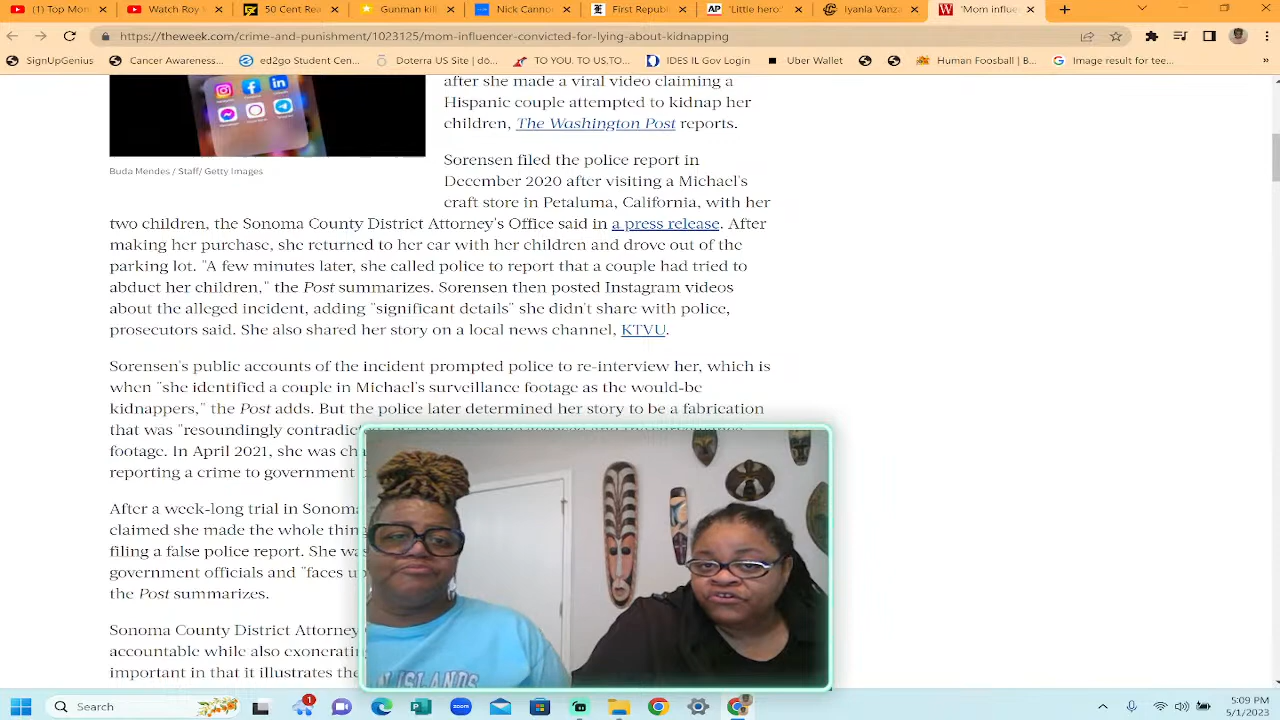 Watch Roy
50 Cent Rea
Gunman kill
Nick Canno
First Republi
AP
'Little hero:'
Iyanla Vanza
'Mom influe
https://theweek.com/crime-and-punishment/1023125/mom-influencer-convicted-for-lying-about-kidnapping
SignUpGenius
Cancer Awareness...
ed2go Student Cen...
Doterra US Site | dō...
TO YOU. TO US.TO...
IDES IL Gov Login
Uber Wallet
Human Foosball | B...
Image result for tee...
»
after she made a viral video claiming a
Hispanic couple attempted to kidnap her
children, The Washington Post reports.
Buda Mendes / Staff/ Getty Images
Sorensen filed the police report in
December 2020 after visiting a Michael's
craft store in Petaluma, California, with her
two children, the Sonoma County District Attorney's Office said in a press release. After
making her purchase, she returned to her car with her children and drove out of the
parking lot. "A few minutes later, she called police to report that a couple had tried to
abduct her children," the Post summarizes. Sorensen then posted Instagram videos
about the alleged incident, adding "significant details" she didn't share with police,
prosecutors said. She also shared her story on a local news channel, KTVU.
Sorensen's public accounts of the incident prompted police to re-interview her, which is
when "she identified a couple in Michael's surveillance footage as the would-be
kidnappers," the Post adds. But the police later determined her story to be a fabrication
that was "resoundingly contradic
footage. In April 2021, she was ch
reporting a crime to government
After a week-long trial in Sonoma
claimed she made the whole thin
filing a false police report. She wa
government officials and "faces u
the Post summarizes.
Sonoma County District Attorney
accountable while also exonerati
important in that it illustrates the
ISLANDS
Search
1
zoom
5:09 PM
5/1/2023